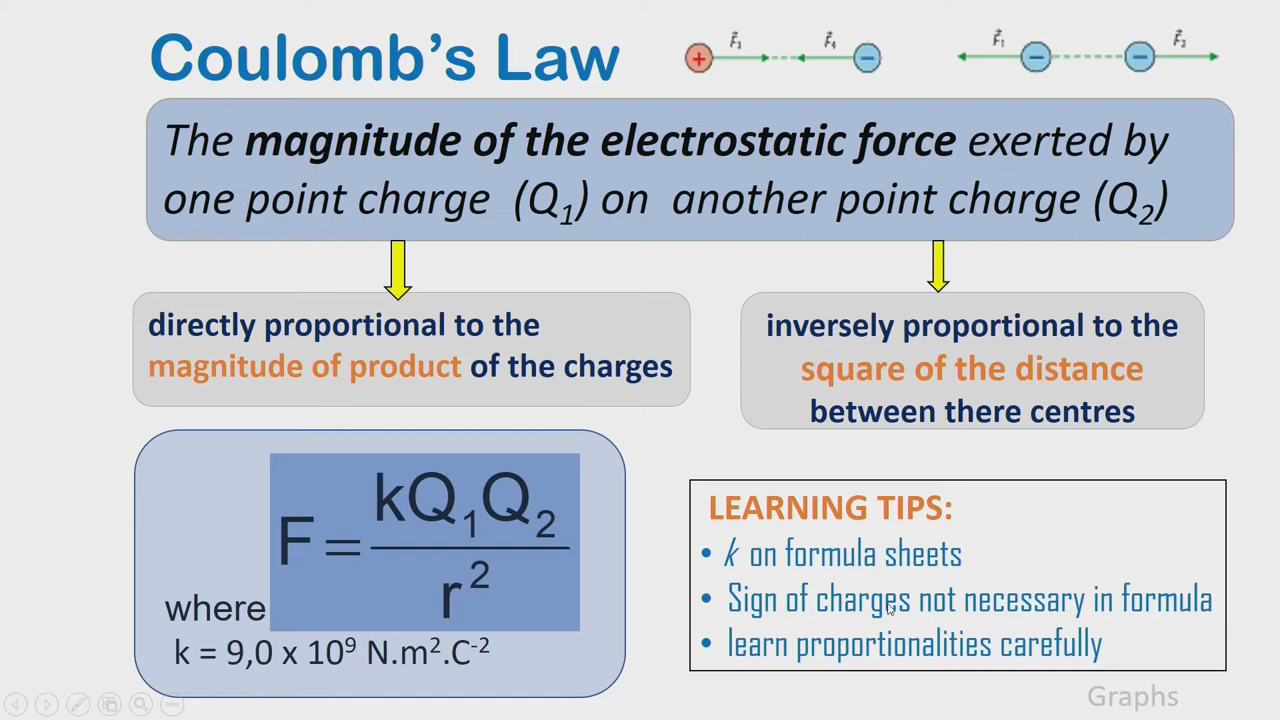 Coulomb's Law
+ F₃ F₄ −
F₁ − − F₂
The magnitude of the electrostatic force exerted by
one point charge (Q₁) on another point charge (Q₂)
directly proportional to the
magnitude of product of the charges
inversely proportional to the
square of the distance
between there centres
F = kQ₁Q₂
r²
where
k = 9,0 x 10⁹ N.m².C⁻²
LEARNING TIPS:
• k on formula sheets
• Sign of charges not necessary in formula
• learn proportionalities carefully
Graphs